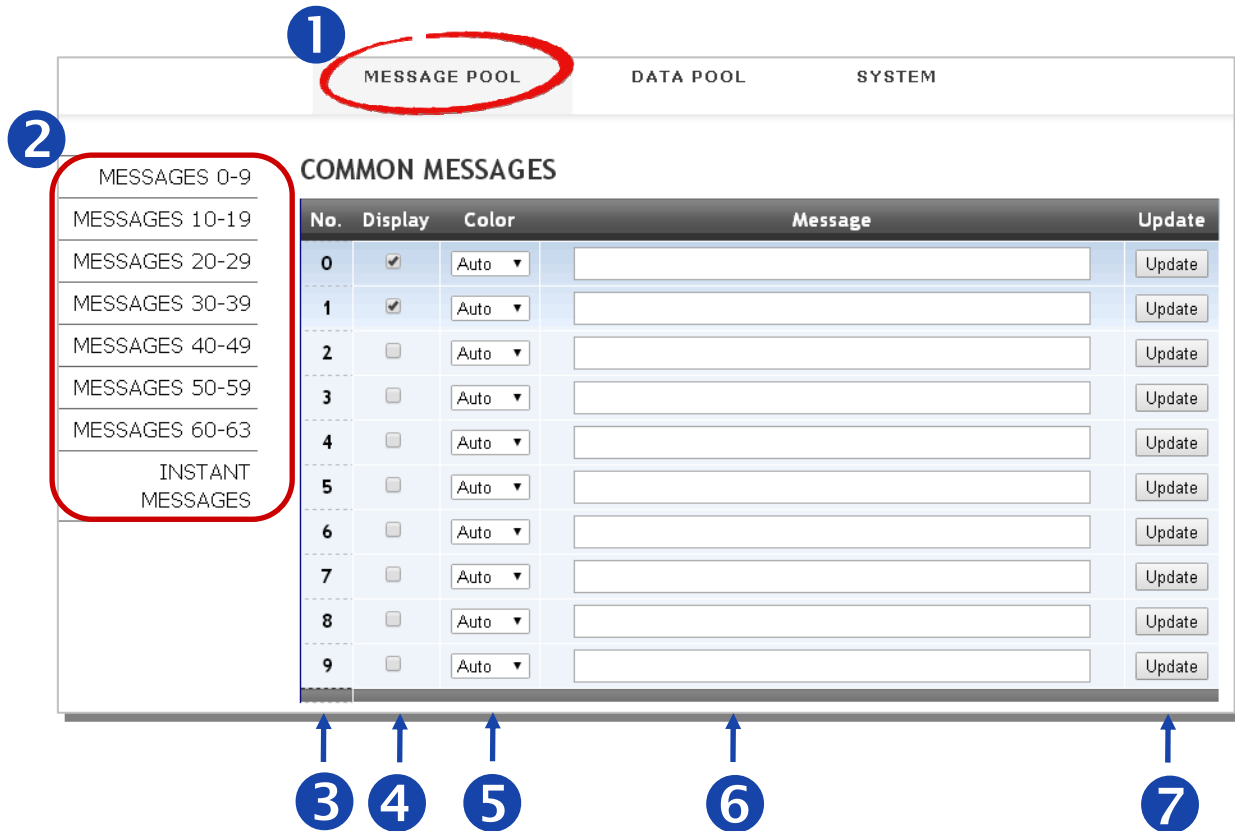 1
MESSAGE POOL DATA POOL SYSTEM
2
MESSAGES 0-9
MESSAGES 10-19
MESSAGES 20-29
MESSAGES 30-39
MESSAGES 40-49
MESSAGES 50-59
MESSAGES 60-63
INSTANT
MESSAGES
COMMON MESSAGES
No. Display Color Message Update
0 Auto Update
1 Auto Update
2 Auto Update
3 Auto Update
4 Auto Update
5 Auto Update
6 Auto Update
7 Auto Update
8 Auto Update
9 Auto Update
3 4 5 6 7